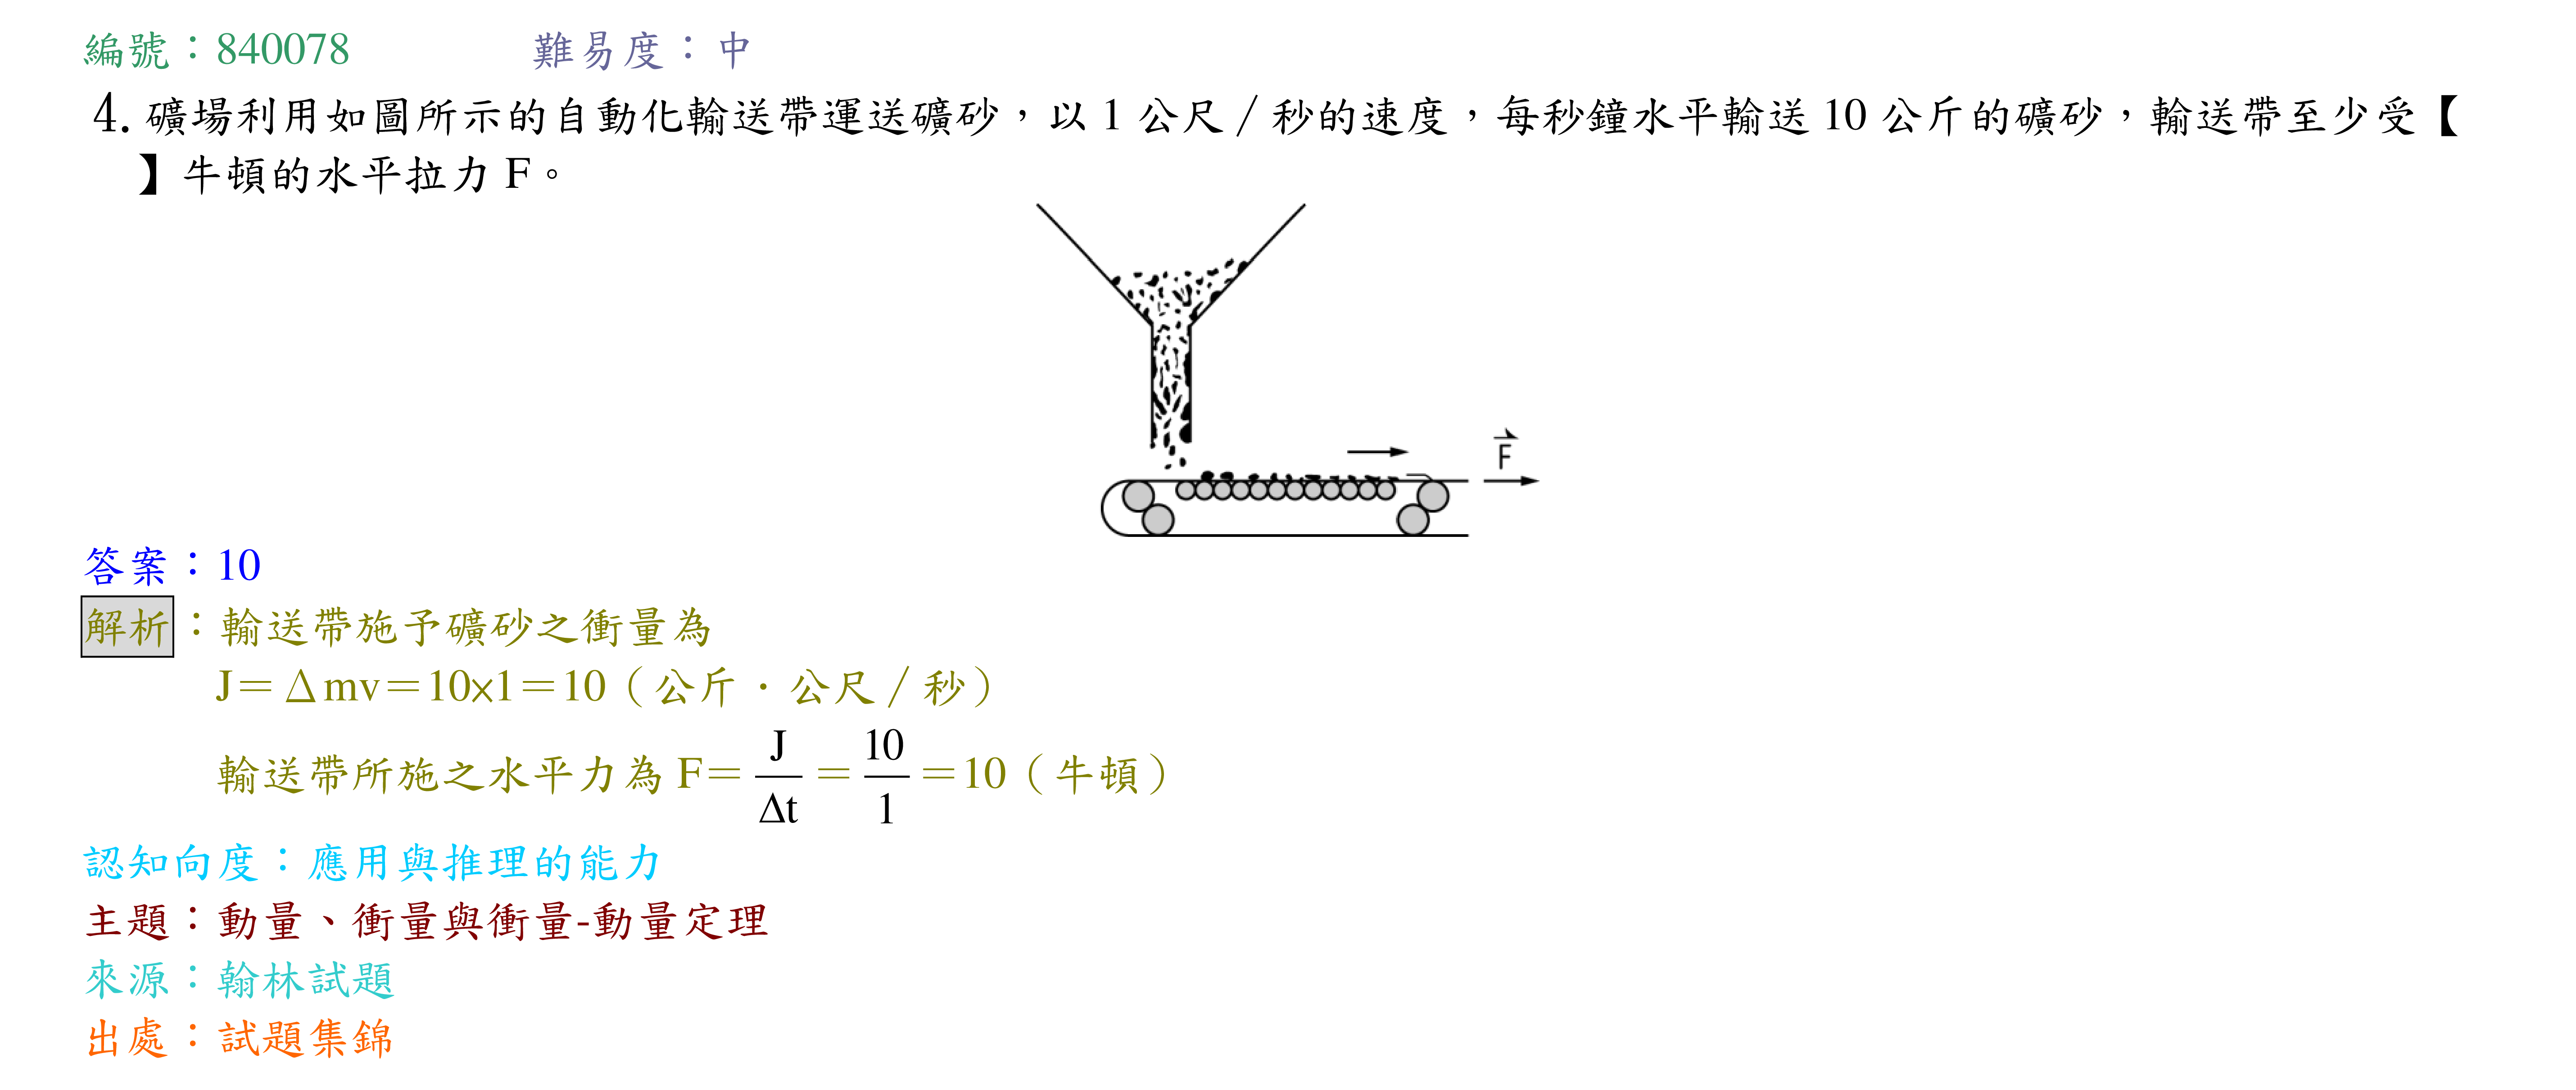 編號：840078　難易度：中
4. 礦場利用如圖所示的自動化輸送帶運送礦砂，以 1 公尺／秒的速度，每秒鐘水平輸送 10 公斤的礦砂，輸送帶至少受【
】牛頓的水平拉力 F。
F
答案：10
解析：輸送帶施予礦砂之衝量為
J＝Δmv＝10×1＝10（公斤．公尺／秒）
輸送帶所施之水平力為 F＝J/Δt＝10/1＝10（牛頓）
認知向度：應用與推理的能力
主題：動量、衝量與衝量-動量定理
來源：翰林試題
出處：試題集錦